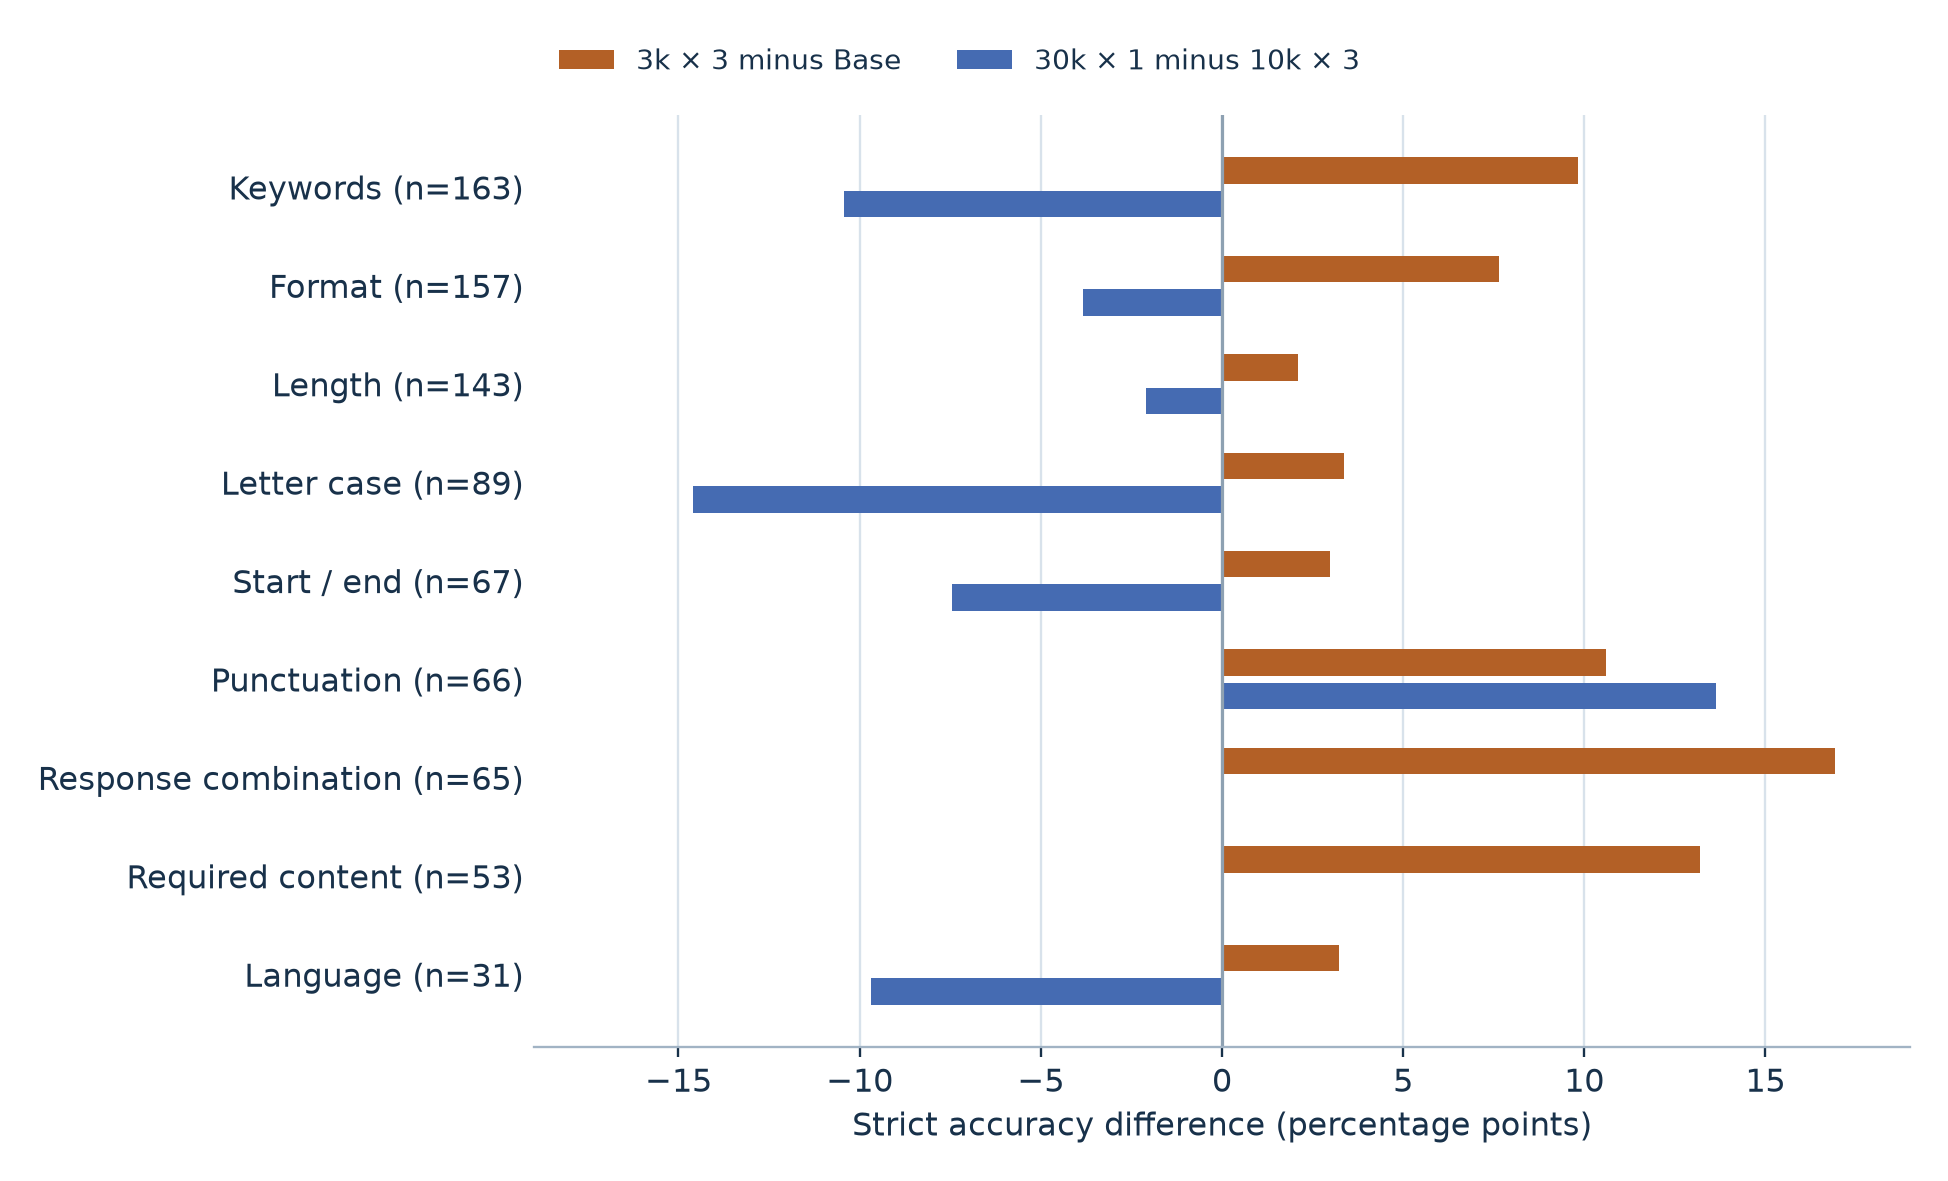 3k × 3 minus Base
30k × 1 minus 10k × 3
Keywords (n=163)
Format (n=157)
Length (n=143)
Letter case (n=89)
Start / end (n=67)
Punctuation (n=66)
Response combination (n=65)
Required content (n=53)
Language (n=31)
−15 −10 −5 0 5 10 15
Strict accuracy difference (percentage points)